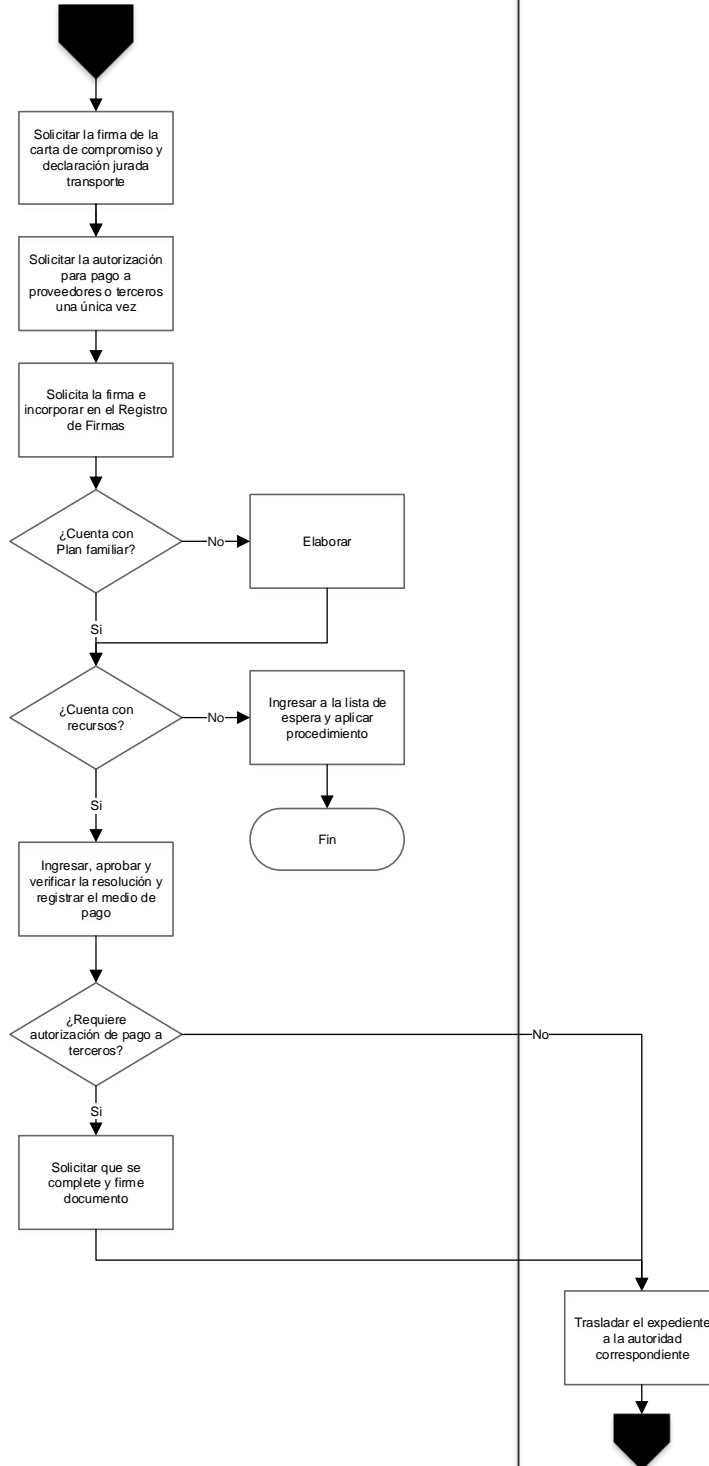 Solicitar la firma de la
carta de compromiso y
declaración jurada
transporte
Solicitar la autorización
para pago a
proveedores o terceros
una única vez
Solicita la firma e
incorporar en el Registro
de Firmas
¿Cuenta con
Plan familiar?
No
Elaborar
Si
¿Cuenta con
recursos?
No
Ingresar a la lista de
espera y aplicar
procedimiento
Si
Fin
Ingresar, aprobar y
verificar la resolución y
registrar el medio de
pago
¿Requiere
autorización de pago a
terceros?
No
Si
Solicitar que se
complete y firme
documento
Trasladar el expediente
a la autoridad
correspondiente